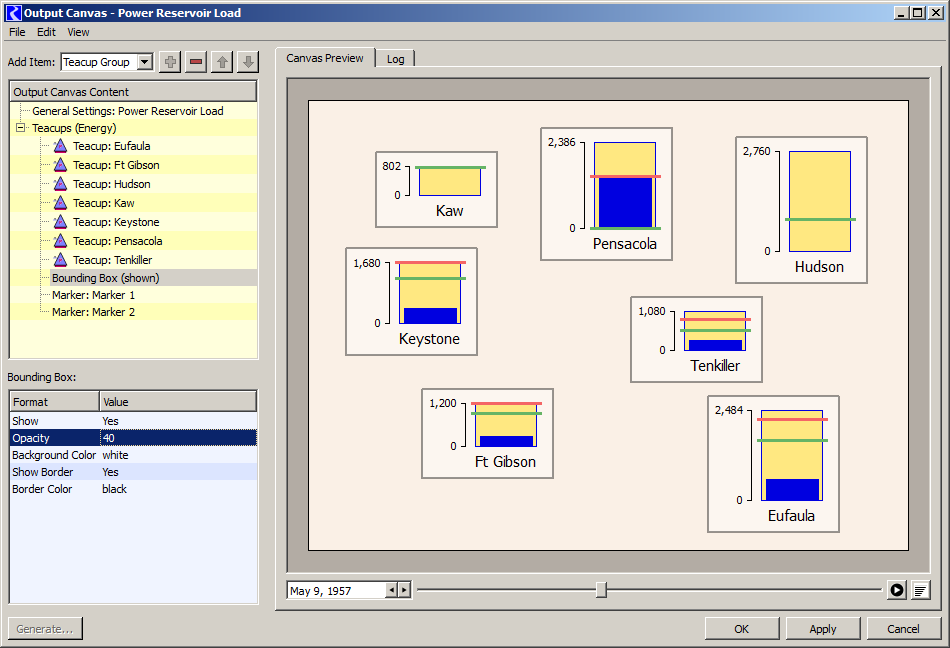 Output Canvas - Power Reservoir Load
File Edit View
Add Item: Teacup Group
Output Canvas Content
General Settings: Power Reservoir Load
Teacups (Energy)
Teacup: Eufaula
Teacup: Ft Gibson
Teacup: Hudson
Teacup: Kaw
Teacup: Keystone
Teacup: Pensacola
Teacup: Tenkiller
Bounding Box (shown)
Marker: Marker 1
Marker: Marker 2
Bounding Box:
Format Value
Show Yes
Opacity 40
Background Color white
Show Border Yes
Border Color black
Generate...
Canvas Preview Log
802
0
Kaw
2,386
0
Pensacola
2,760
0
Hudson
1,680
0
Keystone
1,080
0
Tenkiller
1,200
0
Ft Gibson
2,484
0
Eufaula
May 9, 1957
OK Apply Cancel